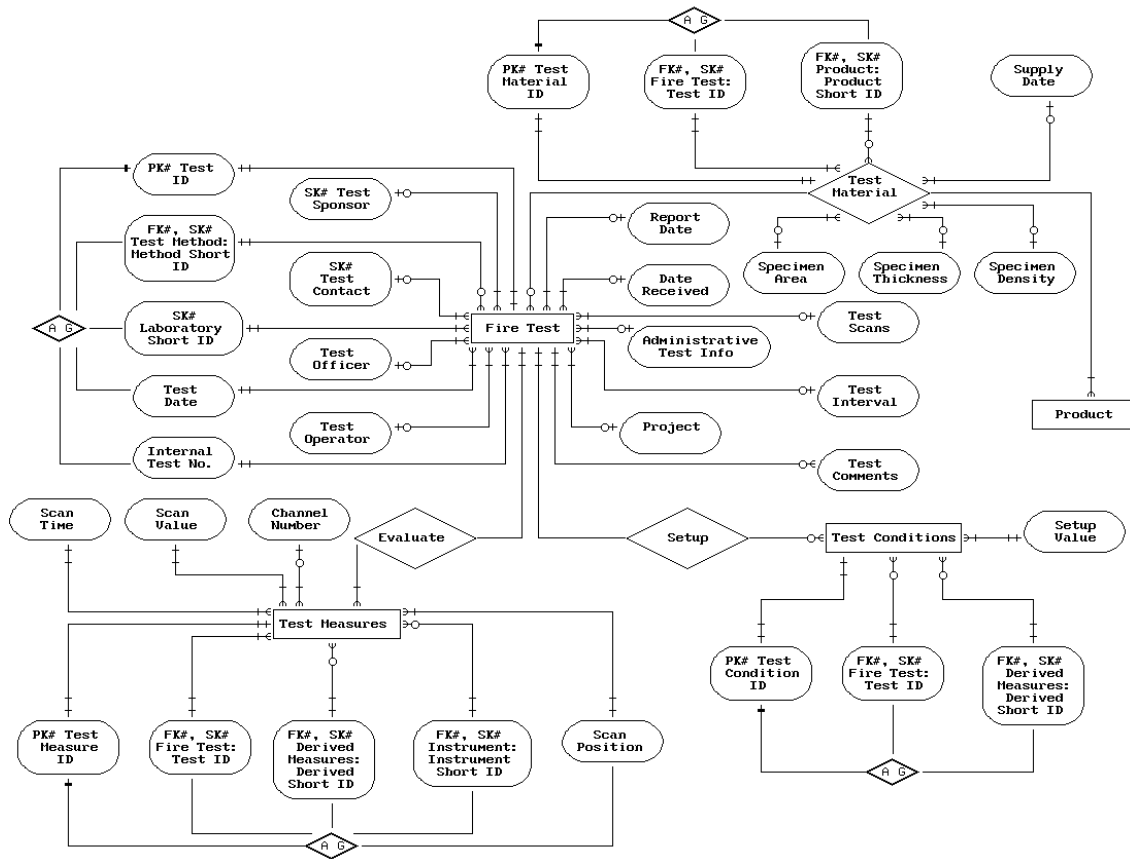 A G
PK# Test
Material
ID
FK#, SK#
Fire Test:
Test ID
FK#, SK#
Product:
Product
Short ID
Supply
Date
PK# Test
ID
SK# Test
Sponsor
Test
Material
FK#, SK#
Test Method:
Method Short
ID
Report
Date
SK#
Test
Contact
Date
Received
Specimen
Area
Specimen
Thickness
Specimen
Density
A G
SK#
Laboratory
Short ID
Fire Test
Test
Scans
Administrative
Test Info
Test
Officer
Test
Date
Test
Interval
Product
Test
Operator
Project
Internal
Test No.
Test
Comments
Scan
Time
Scan
Value
Channel
Number
Evaluate
Setup
Test Conditions
Setup
Value
Test Measures
PK# Test
Condition
ID
FK#, SK#
Fire Test:
Test ID
FK#, SK#
Derived
Measures:
Derived
Short ID
PK# Test
Measure
ID
FK#, SK#
Fire Test:
Test ID
FK#, SK#
Derived
Measures:
Derived
Short ID
FK#, SK#
Instrument:
Instrument
Short ID
Scan
Position
A G
A G